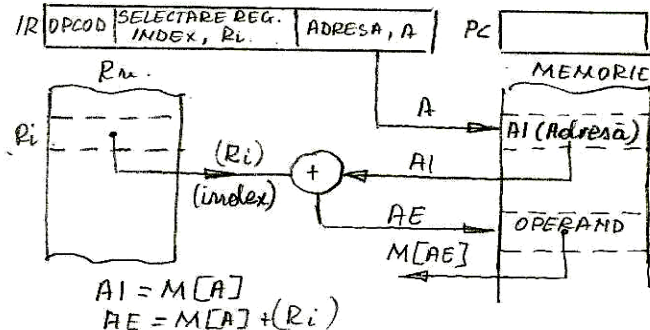 IR OPCOD SELECTARE REG. INDEX, Ri. ADRESA, A PC
Rn.
MEMORIE
Ri
A
AI (Adresă)
(Ri)
(index)
+
AI
AE
OPERAND
M[AE]
AI = M[A]
AE = M[A] + (Ri)